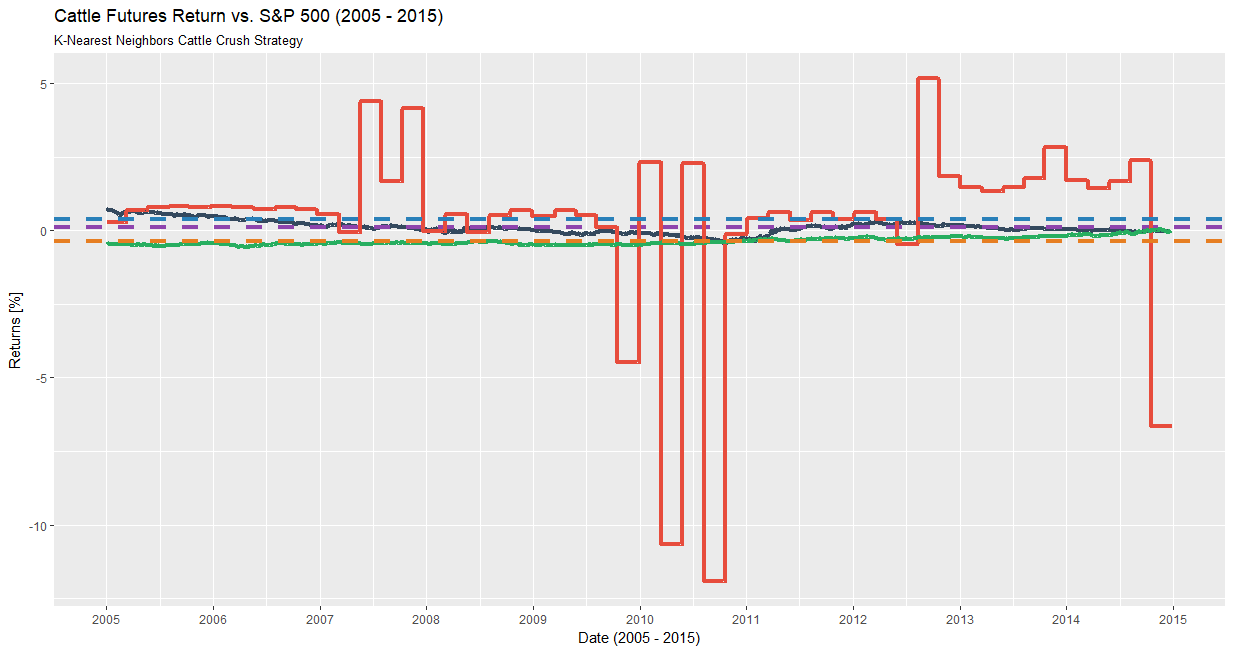 Cattle Futures Return vs. S&P 500 (2005 - 2015)
K-Nearest Neighbors Cattle Crush Strategy
Returns [%]
5
0
-5
-10
2005 2006 2007 2008 2009 2010 2011 2012 2013 2014 2015
Date (2005 - 2015)